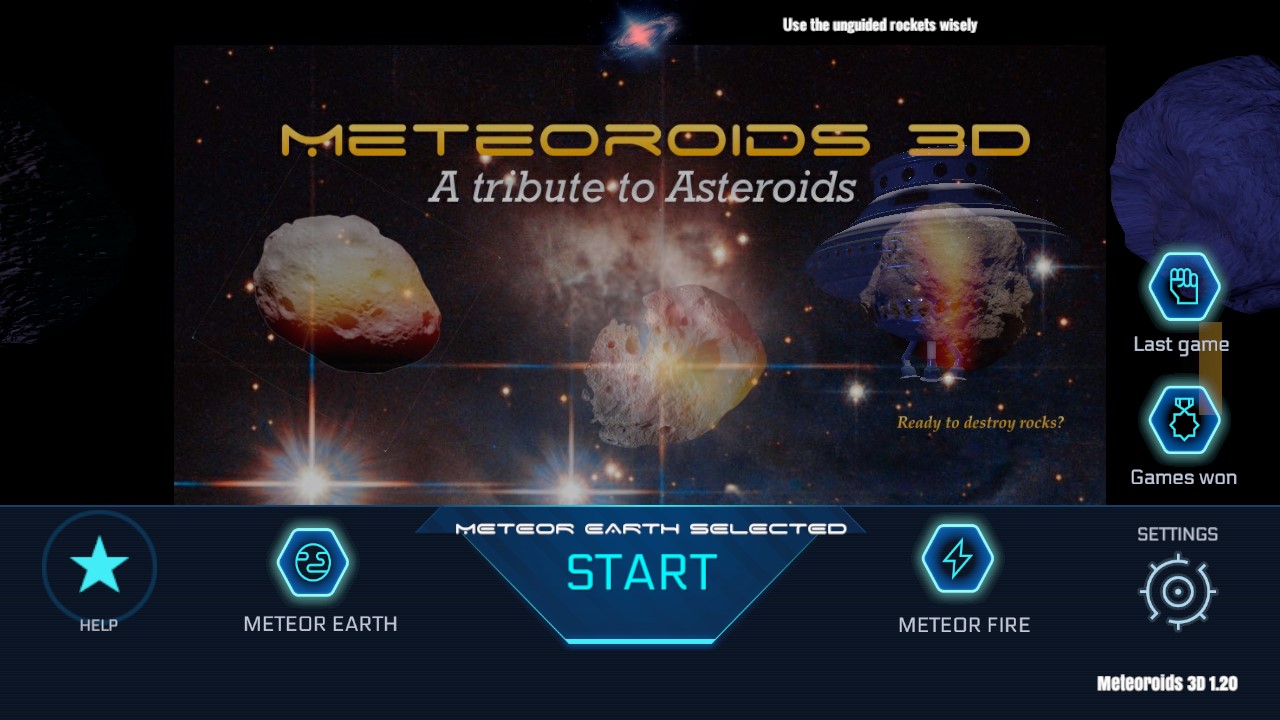 Use the unguided rockets wisely
METEOROIDS 3D
A tribute to Asteroids
Last game
Ready to destroy rocks?
Games won
METEOR EARTH SELECTED
START
SETTINGS
HELP
METEOR EARTH
METEOR FIRE
Meteoroids 3D 1.20